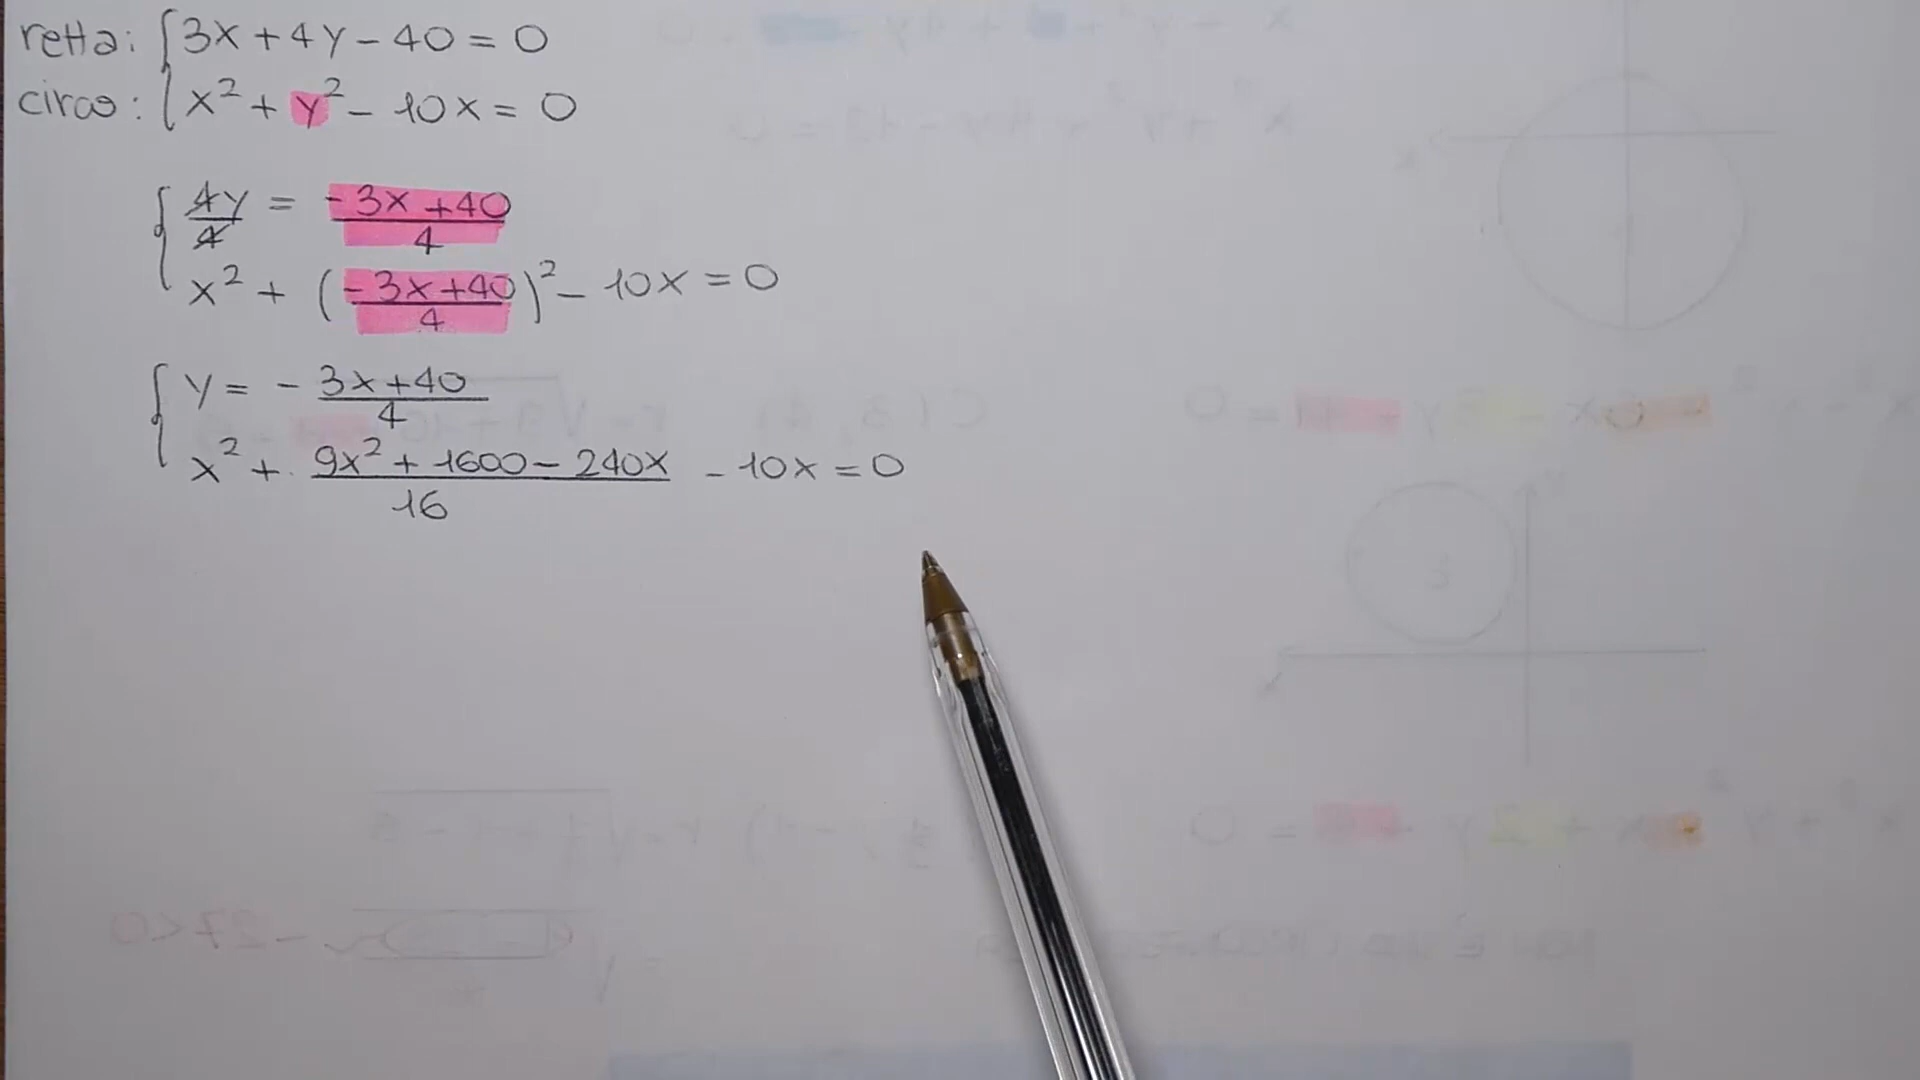 retta: { 3x + 4y - 40 = 0
circo: { x² + y² - 10x = 0
{ 4y/4 = -3x + 40/4
x² + (-3x+40/4)² - 10x = 0
{ y = - 3x+40/4
x² + 9x² + 1600 - 240x/16 - 10x = 0